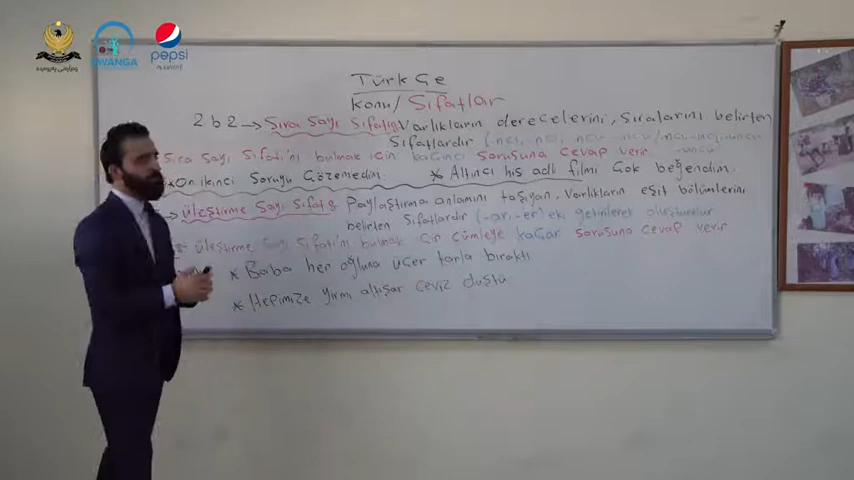 Türkçe
Konu/ Sıfatlar
2b2 → Sıra Sayı Sıfatı: Varlıkların derecelerini, Sıralarını belirten
Sıfatlardır (-ncı,
Sıra Sayı Sıfatı'nı bulmak için kaçıncı sorusuna cevap verir
*On ikinci soruyu çözemedim. *Altıncı his adlı filmi çok beğendim.
→ Üleştirme Sayı Sıfatı: Paylaştırma anlamını taşıyan, Varlıkların eşit bölümlerini
belirten Sıfatlardır (-ar, -er) eki getirilerek oluşturulur
Üleştirme Sayı Sıfatı'nı bulmak için cümleye kaçar sorusuna cevap verir
* Baba her oğluna üçer tarla bıraktı
* Hepimize yirmi altışar ceviz düştü
RWANGA
pepsi